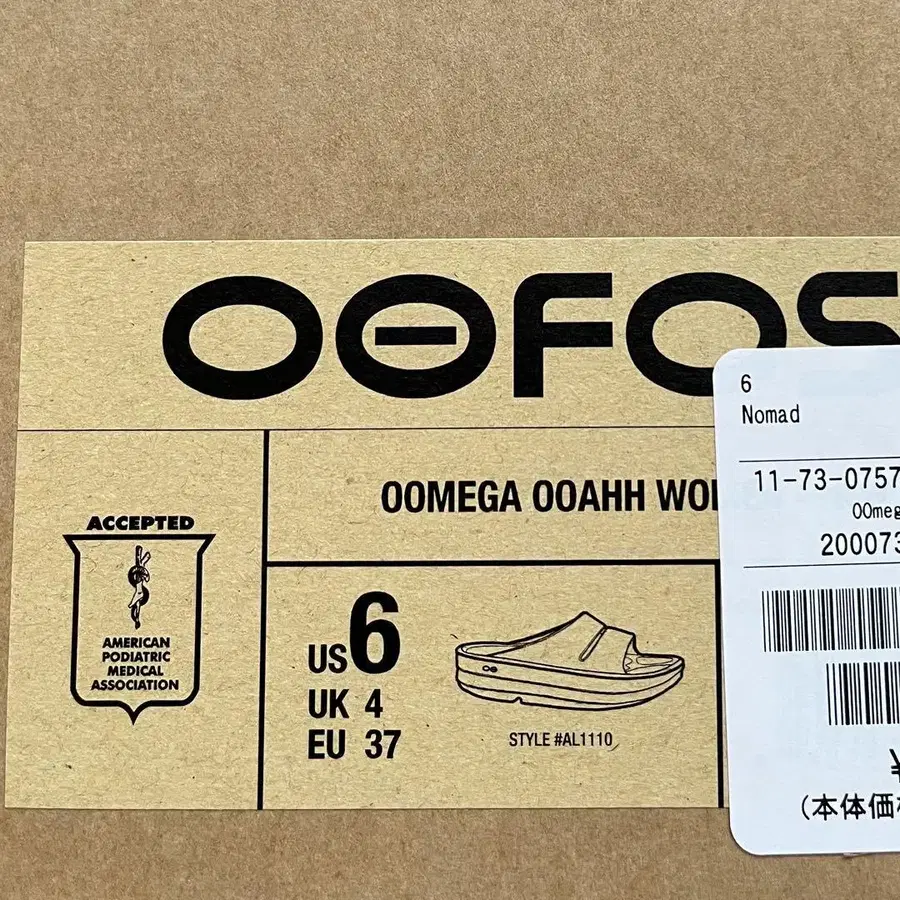 OOFOS
ACCEPTED
AMERICAN
PODIATRIC
MEDICAL
ASSOCIATION
OOMEGA OOAHH
US 6
UK 4
EU 37
STYLE #AL1110
6
Nomad
11-73-0757
OOmeg
200073
¥
(本体価